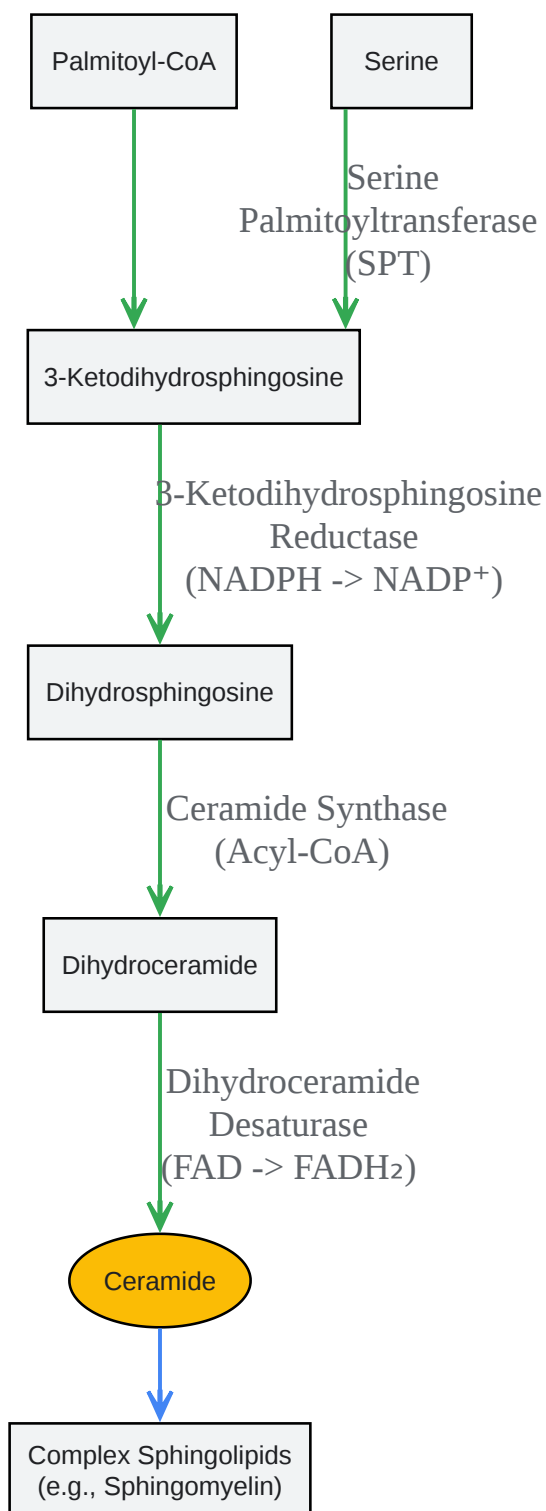 Palmitoyl-CoA
Serine
Serine
Palmitoyltransferase
(SPT)
3-Ketodihydrosphingosine
3-Ketodihydrosphingosine
Reductase
(NADPH -> NADP⁺)
Dihydrosphingosine
Ceramide Synthase
(Acyl-CoA)
Dihydroceramide
Dihydroceramide
Desaturase
(FAD -> FADH₂)
Ceramide
Complex Sphingolipids
(e.g., Sphingomyelin)